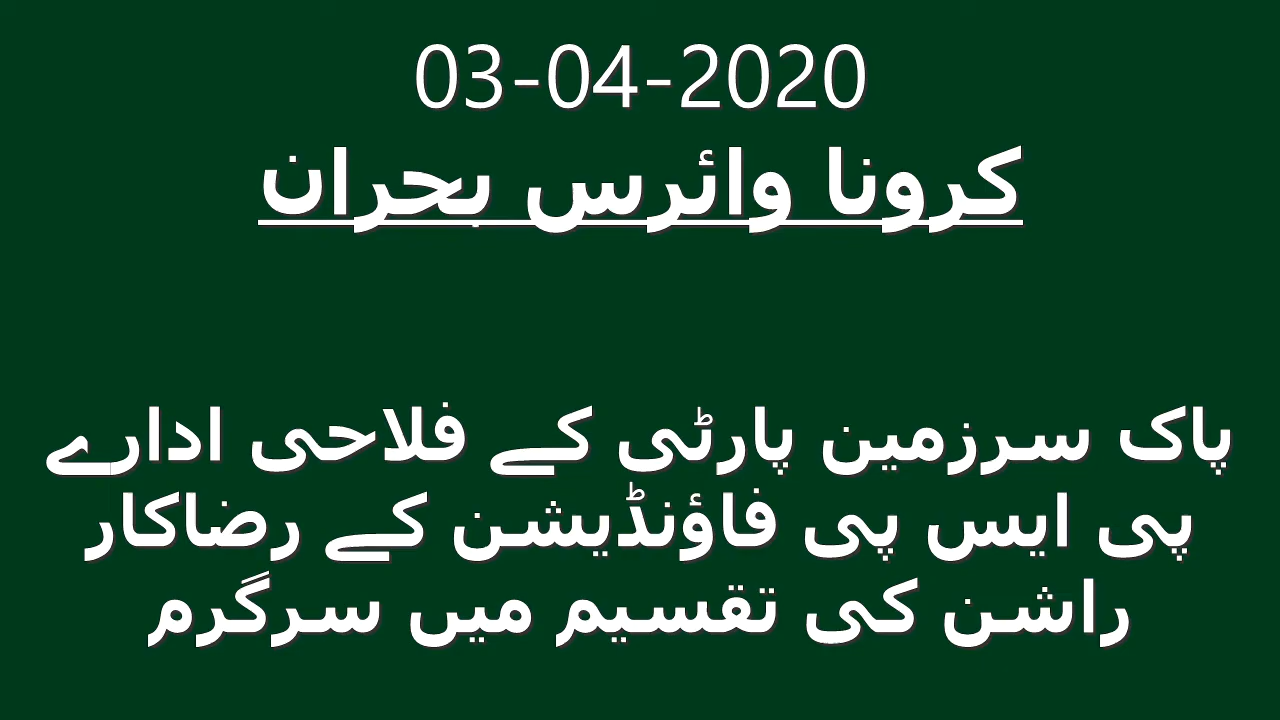 03-04-2020
کرونا وائرس بحران
پاک سرزمین پارٹی کے فلاحی ادارے
پی ایس پی فاؤنڈیشن کے رضاکار
راشن کی تقسیم میں سرگرم